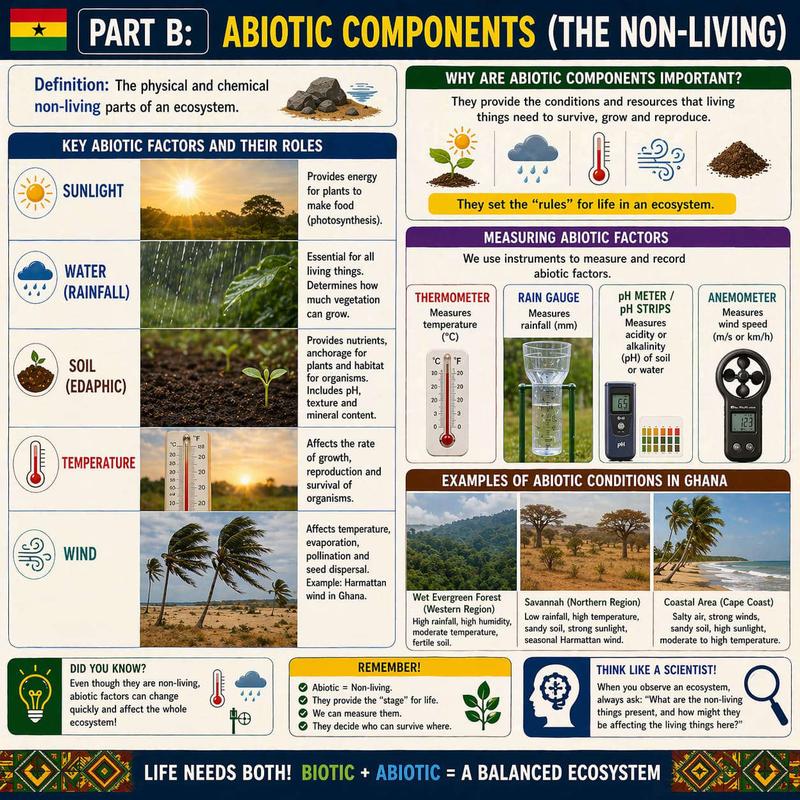 PART B: ABIOTIC COMPONENTS (THE NON-LIVING)
Definition: The physical and chemical
non-living parts of an ecosystem.
KEY ABIOTIC FACTORS AND THEIR ROLES
SUNLIGHT
Provides energy
for plants to
make food
(photosynthesis).
WATER
(RAINFALL)
Essential for all
living things.
Determines how
much vegetation
can grow.
SOIL
(EDAPHIC)
Provides nutrients,
anchorage for
plants and habitat
for organisms.
Includes pH,
texture and
mineral content.
TEMPERATURE
°C °F
Affects the rate
of growth,
reproduction and
survival of
organisms.
WIND
Affects temperature,
evaporation,
pollination and
seed dispersal.
Example: Harmattan
wind in Ghana.
WHY ARE ABIOTIC COMPONENTS IMPORTANT?
They provide the conditions and resources that living
things need to survive, grow and reproduce.
They set the “rules” for life in an ecosystem.
MEASURING ABIOTIC FACTORS
We use instruments to measure and record
abiotic factors.
THERMOMETER
Measures
temperature
(°C)
°C °F
RAIN GAUGE
Measures
rainfall (mm)
pH METER /
pH STRIPS
Measures
acidity or
alkalinity
(pH) of soil
or water
pH
ANEMOMETER
Measures
wind speed
(m/s or km/h)
EXAMPLES OF ABIOTIC CONDITIONS IN GHANA
Wet Evergreen Forest
(Western Region)
High rainfall, high humidity,
moderate temperature,
fertile soil.
Savannah (Northern Region)
Low rainfall, high temperature,
sandy soil, strong sunlight,
seasonal Harmattan wind.
Coastal Area (Cape Coast)
Salty air, strong winds,
sandy soil, high sunlight,
moderate to high temperature.
DID YOU KNOW?
Even though they are non-living,
abiotic factors can change
quickly and affect the whole
ecosystem!
REMEMBER!
Abiotic = Non-living.
They provide the “stage” for life.
We can measure them.
They decide who can survive where.
THINK LIKE A SCIENTIST!
When you observe an ecosystem,
always ask: “What are the non-living
things present, and how might they
be affecting the living things here?”
LIFE NEEDS BOTH! BIOTIC + ABIOTIC = A BALANCED ECOSYSTEM